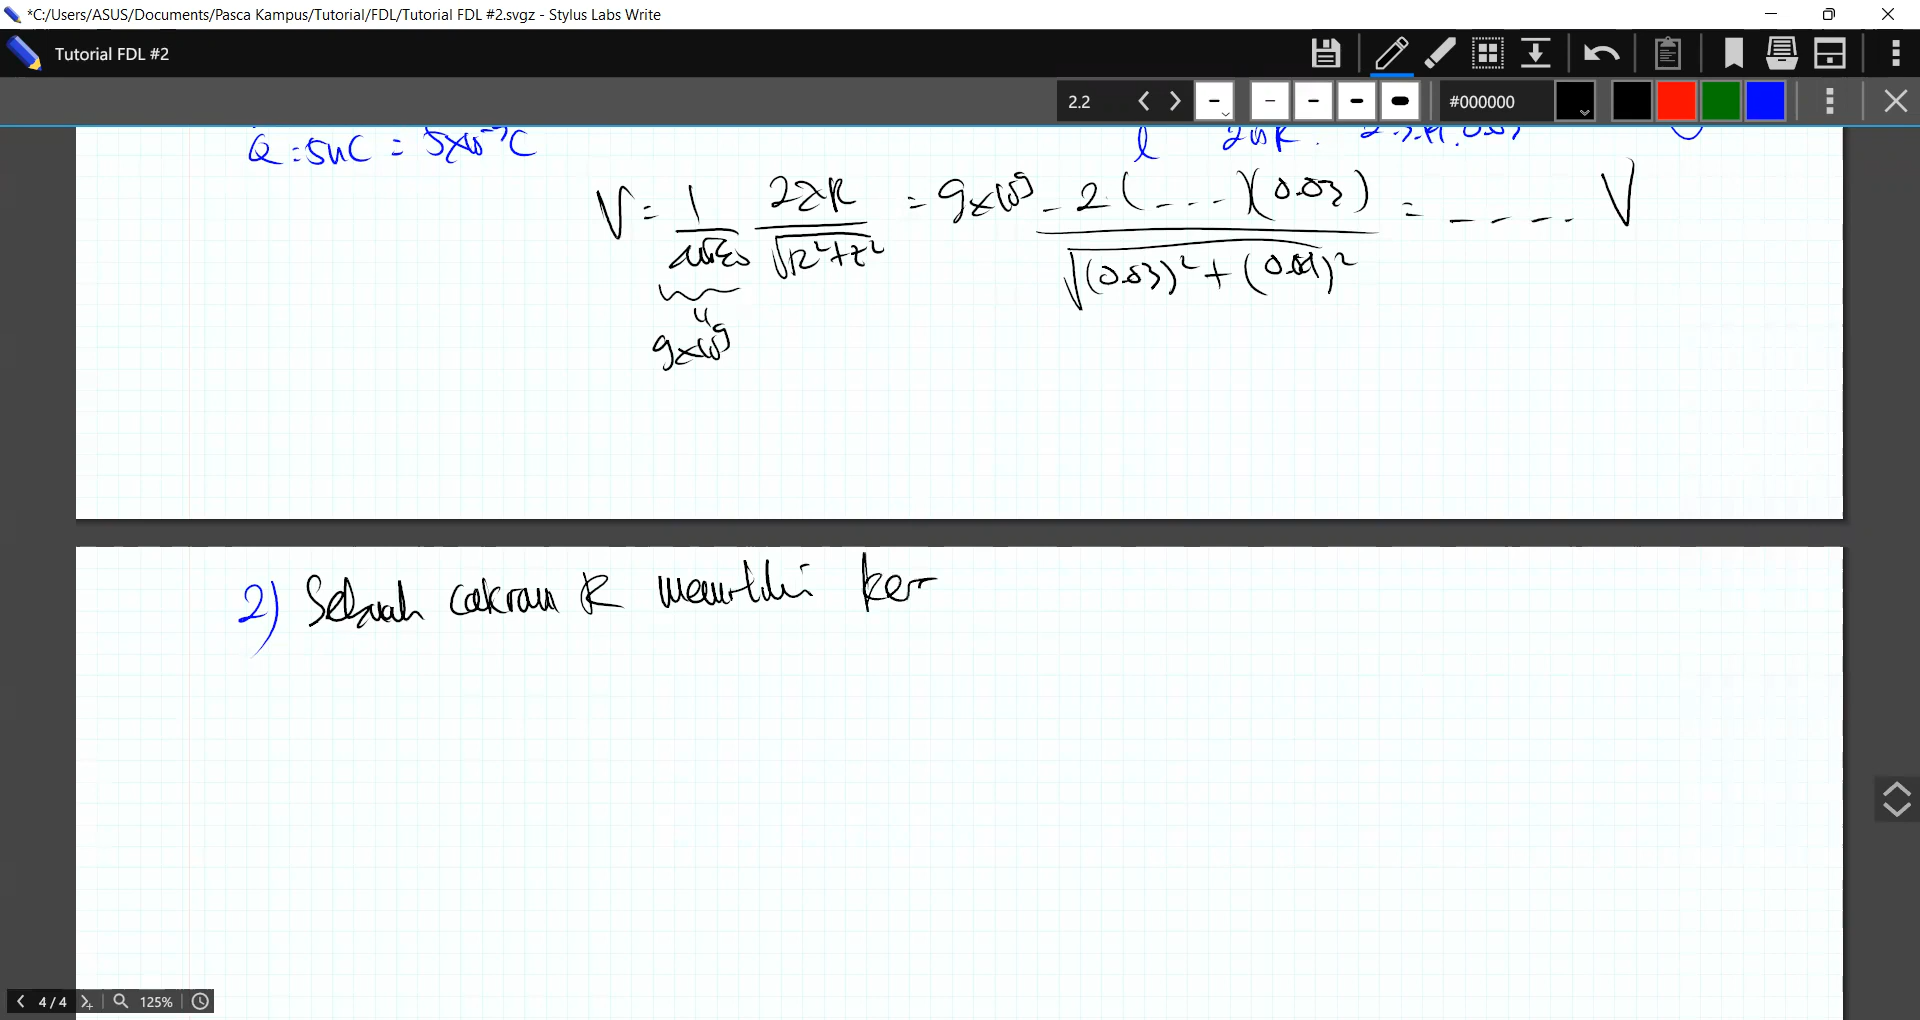 *C:/Users/ASUS/Documents/Pasca Kampus/Tutorial/FDL/Tutorial FDL #2.svgz - Stylus Labs Write
Tutorial FDL #2
2.2
#000000
Q = 5nC = 5x10⁻⁹C
V = 1/4πε₀ 2λR/√R²+z² = 9x10⁹ 2 (....)(0.03)/√(0.03)²+(0.04)² = ..... V
9x10⁹
2) Sebuah cakram R memiliki ker
4 / 4
125%